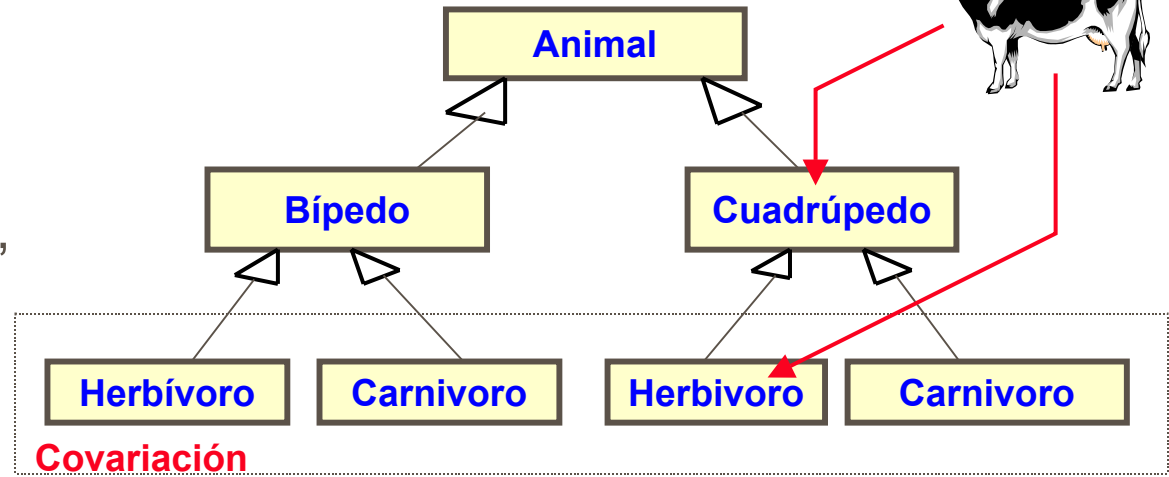 Animal
Bípedo Cuadrúpedo
,
Herbívoro Carnivoro Herbivoro Carnivoro
Covariación